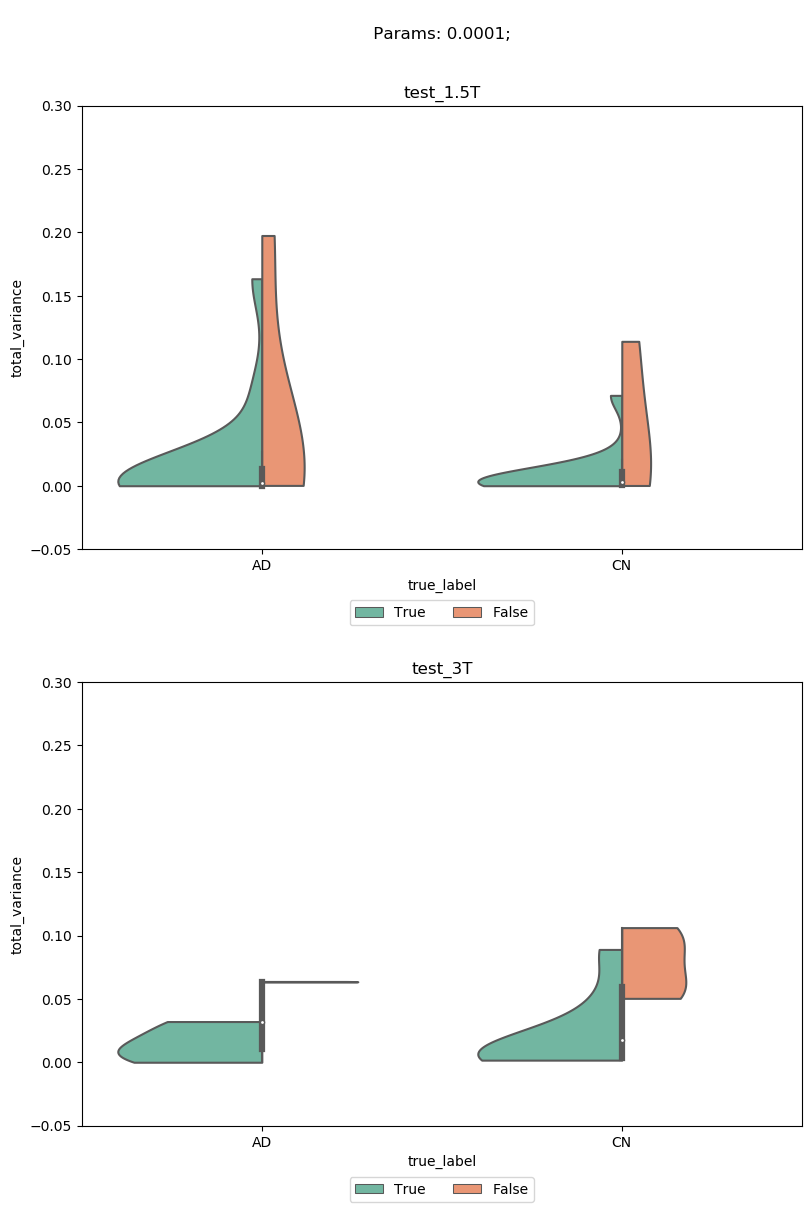 Params: 0.0001;
test_1.5T
0.30
0.25
0.20
0.15
0.10
0.05
0.00
−0.05
total_variance
AD CN
true_label
True False
test_3T
0.30
0.25
0.20
0.15
0.10
0.05
0.00
−0.05
total_variance
AD CN
true_label
True False